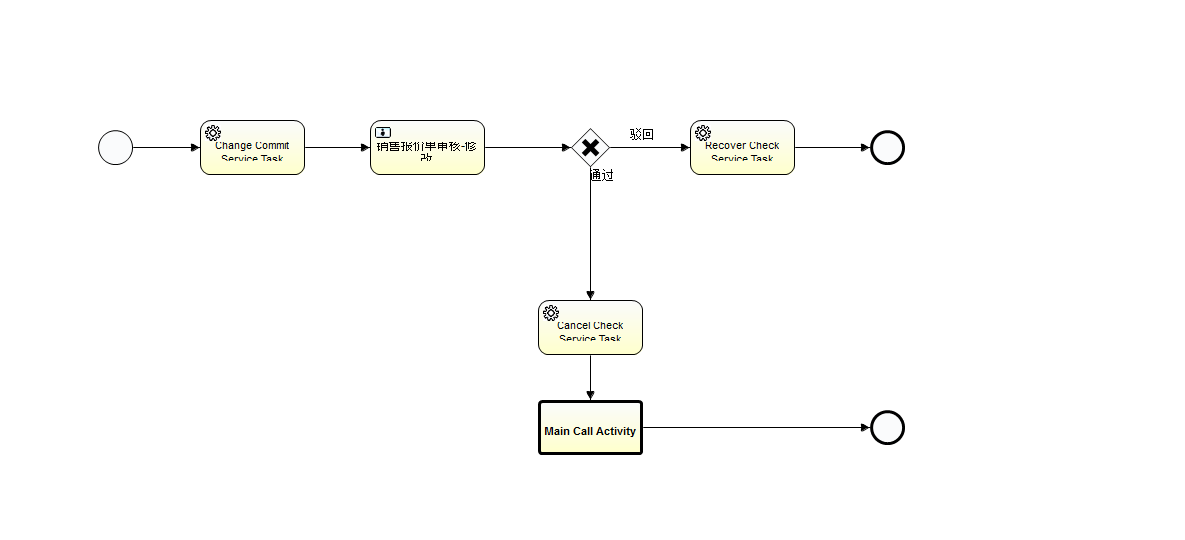 Change Commit
Service Task
销售报价单审核-修
改
驳回
Recover Check
Service Task
通过
Cancel Check
Service Task
Main Call Activity